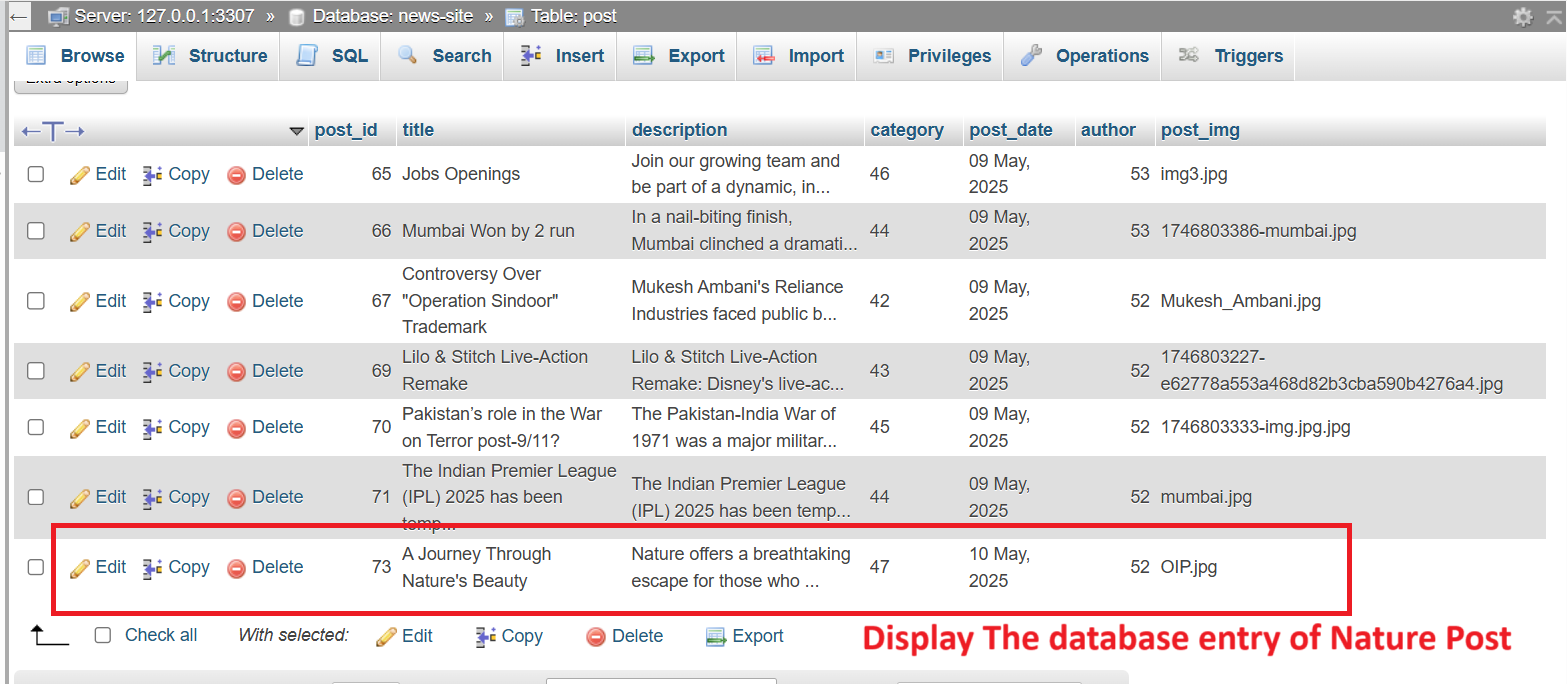 Server: 127.0.0.1:3307 » Database: news-site » Table: post
Browse Structure SQL Search Insert Export Import Privileges Operations Triggers
Extra options
post_id title description category post_date author post_img
Edit Copy Delete 65 Jobs Openings Join our growing team and be part of a dynamic, in... 46 09 May, 2025 53 img3.jpg
Edit Copy Delete 66 Mumbai Won by 2 run In a nail-biting finish, Mumbai clinched a dramati... 44 09 May, 2025 53 1746803386-mumbai.jpg
Edit Copy Delete 67 Controversy Over "Operation Sindoor" Trademark Mukesh Ambani's Reliance Industries faced public b... 42 09 May, 2025 52 Mukesh_Ambani.jpg
Edit Copy Delete 69 Lilo & Stitch Live-Action Remake Lilo & Stitch Live-Action Remake: Disney's live-ac... 43 09 May, 2025 52 1746803227-e62778a553a468d82b3cba590b4276a4.jpg
Edit Copy Delete 70 Pakistan’s role in the War on Terror post-9/11? The Pakistan-India War of 1971 was a major militar... 45 09 May, 2025 52 1746803333-img.jpg.jpg
Edit Copy Delete 71 The Indian Premier League (IPL) 2025 has been temp... The Indian Premier League (IPL) 2025 has been temp... 44 09 May, 2025 52 mumbai.jpg
Edit Copy Delete 73 A Journey Through Nature's Beauty Nature offers a breathtaking escape for those who ... 47 10 May, 2025 52 OIP.jpg
Check all With selected: Edit Copy Delete Export
Display The database entry of Nature Post